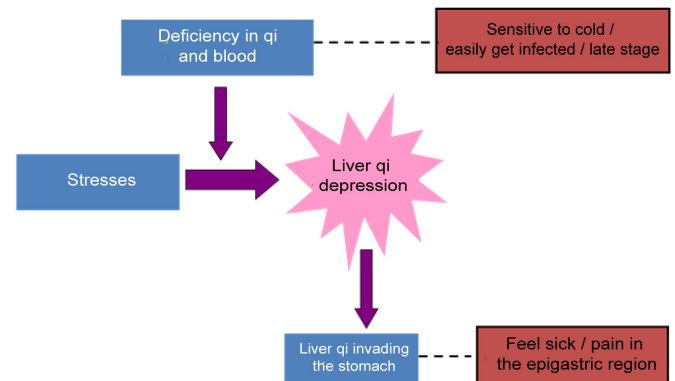 Deficiency in qi
and blood
Sensitive to cold /
easily get infected / late stage
Stresses
Liver qi
depression
Liver qi invading
the stomach
Feel sick / pain in
the epigastric region